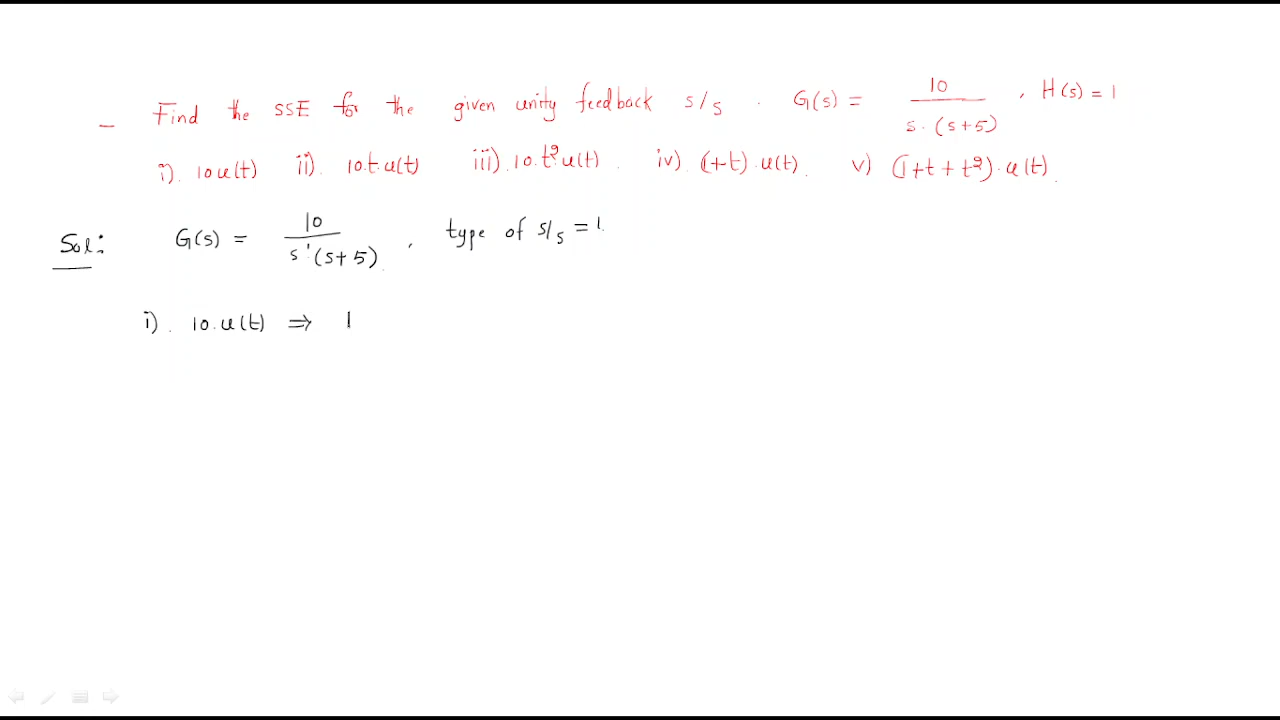 - Find the SSE for the given unity feedback s/s . G(s) = 10 / s.(s+5) , H(s) = 1
i). 10 u(t) ii). 10.t.u(t) iii). 10.t².u(t). iv). (1+t).u(t). v) (1+t+t²).u(t).
Sol: G(s) = 10 / s¹.(s+5) , type of s/s = 1.
i). 10.u(t) ⇒ 1